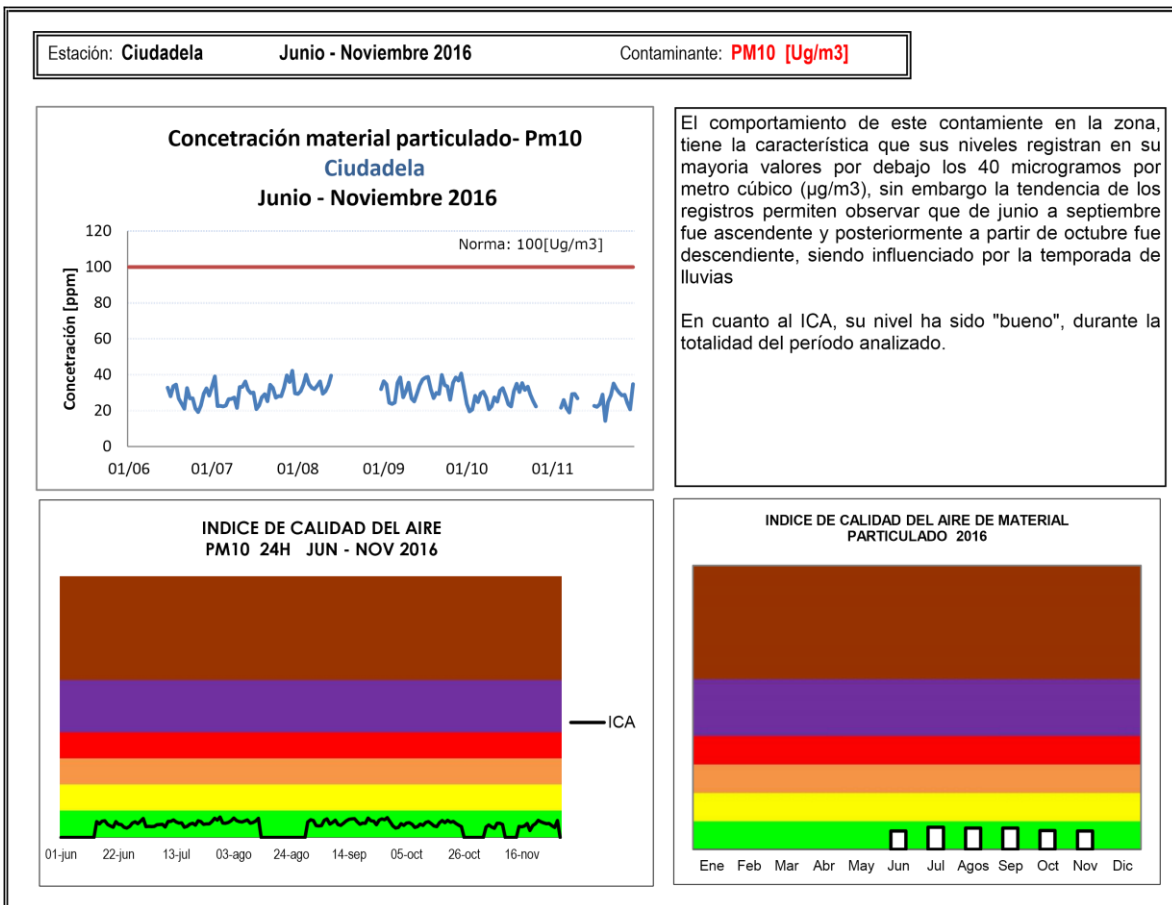 Estación: Ciudadela Junio - Noviembre 2016 Contaminante: PM10 [Ug/m3]
Concetración material particulado- Pm10
Ciudadela
Junio - Noviembre 2016
Norma: 100[Ug/m3]
Concetración [ppm]
120
100
80
60
40
20
0
01/06 01/07 01/08 01/09 01/10 01/11
El comportamiento de este contamiente en la zona,
tiene la característica que sus niveles registran en su
mayoria valores por debajo los 40 microgramos por
metro cúbico (µg/m3), sin embargo la tendencia de los
registros permiten observar que de junio a septiembre
fue ascendente y posteriormente a partir de octubre fue
descendiente, siendo influenciado por la temporada de
lluvias
En cuanto al ICA, su nivel ha sido "bueno", durante la
totalidad del período analizado.
INDICE DE CALIDAD DEL AIRE
PM10 24H JUN - NOV 2016
ICA
01-jun 22-jun 13-jul 03-ago 24-ago 14-sep 05-oct 26-oct 16-nov
INDICE DE CALIDAD DEL AIRE DE MATERIAL
PARTICULADO 2016
Ene Feb Mar Abr May Jun Jul Agos Sep Oct Nov Dic